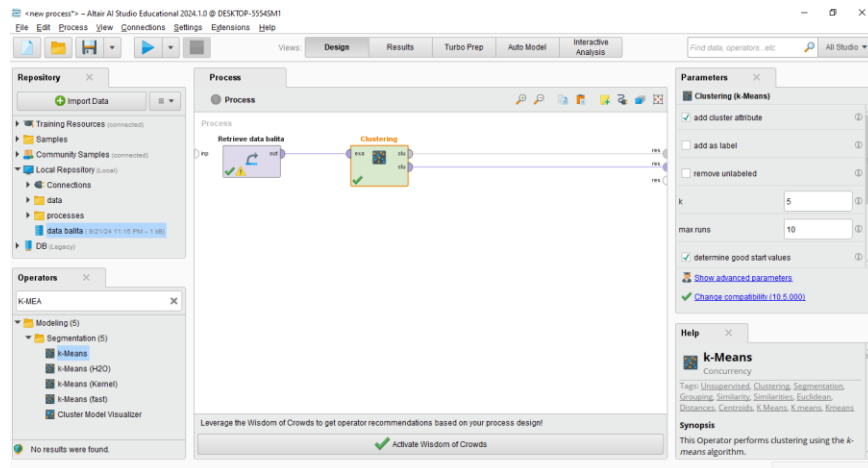 <new process*> – Altair AI Studio Educational 2024.1.0 @ DESKTOP-5554SM1
File Edit Process View Connections Settings Extensions Help
Views: Design Results Turbo Prep Auto Model Interactive Analysis
Find data, operators...etc
All Studio
Repository
Import Data
Training Resources (connected)
Samples
Community Samples (connected)
Local Repository (Local)
Connections
data
processes
data balita ( 9/21/24 11:15 PM – 1 kB)
DB (Legacy)
Operators
K-MEA
Modeling (5)
Segmentation (5)
k-Means
k-Means (H2O)
k-Means (Kernel)
k-Means (fast)
Cluster Model Visualizer
No results were found.
Process
Process
Process
inp
Retrieve data balita
out
Clustering
exa
clu
clu
res
res
res
Leverage the Wisdom of Crowds to get operator recommendations based on your process design!
Activate Wisdom of Crowds
Parameters
Clustering (k-Means)
add cluster attribute
add as label
remove unlabeled
k 5
max runs 10
determine good start values
Show advanced parameters
Change compatibility (10.5.000)
Help
k-Means
Concurrency
Tags: Unsupervised, Clustering, Segmentation,
Grouping, Similarity, Similarities, Euclidean,
Distances, Centroids, K Means, K means, Kmeans
Synopsis
This Operator performs clustering using the k-
means algorithm.